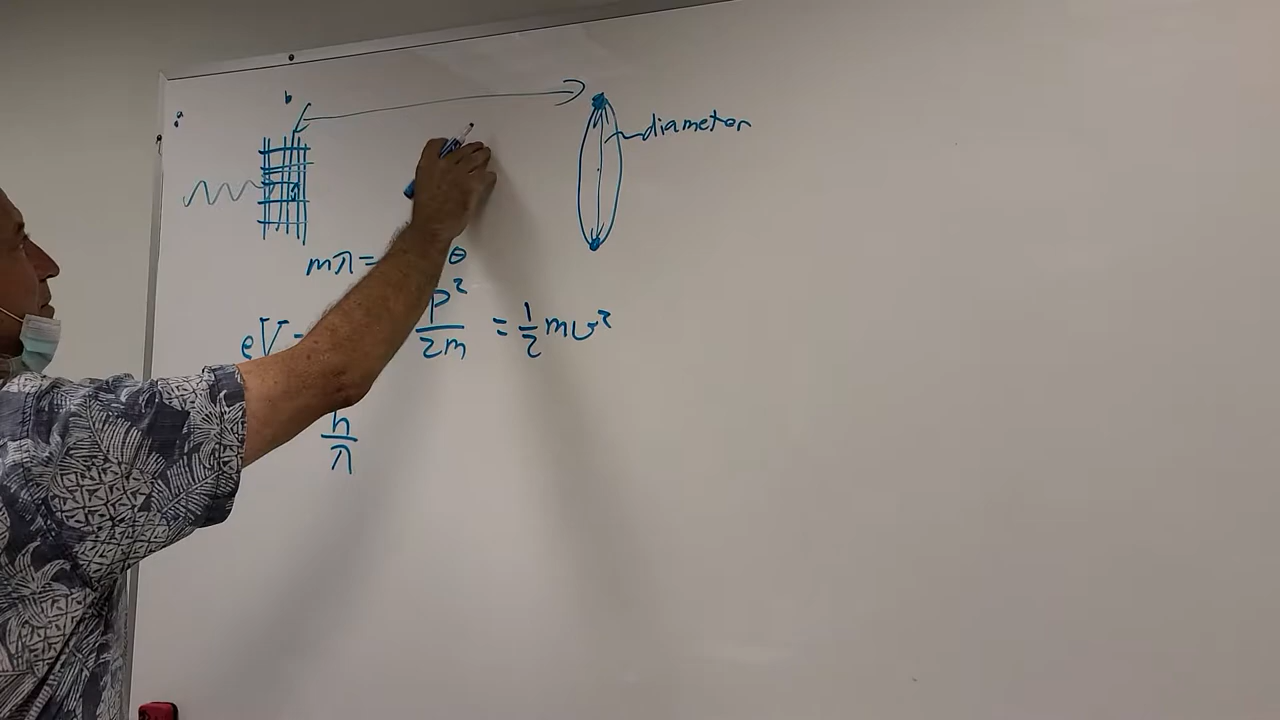 a
b
diameter
mλ= θ
eV = P²/2m = 1/2 mv²
h/λ